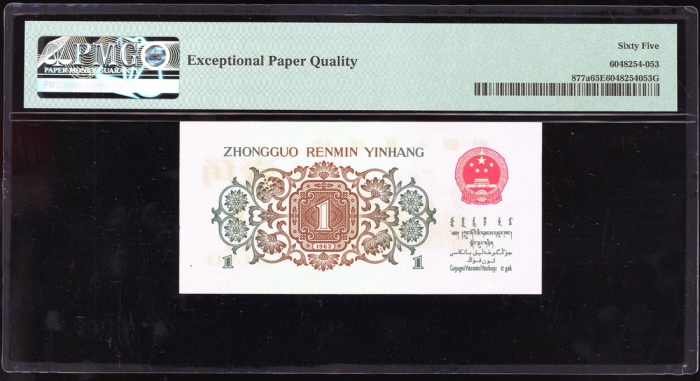 PMG
PAPER MONEY GUARANTY
Exceptional Paper Quality
Sixty Five
6048254-053
877a65E6048254053G
ZHONGGUO RENMIN YINHANG
1
1962
1
1